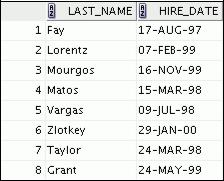 LAST_NAME HIRE_DATE
1 Fay 17-AUG-97
2 Lorentz 07-FEB-99
3 Mourgos 16-NOV-99
4 Matos 15-MAR-98
5 Vargas 09-JUL-98
6 Zlotkey 29-JAN-00
7 Taylor 24-MAR-98
8 Grant 24-MAY-99